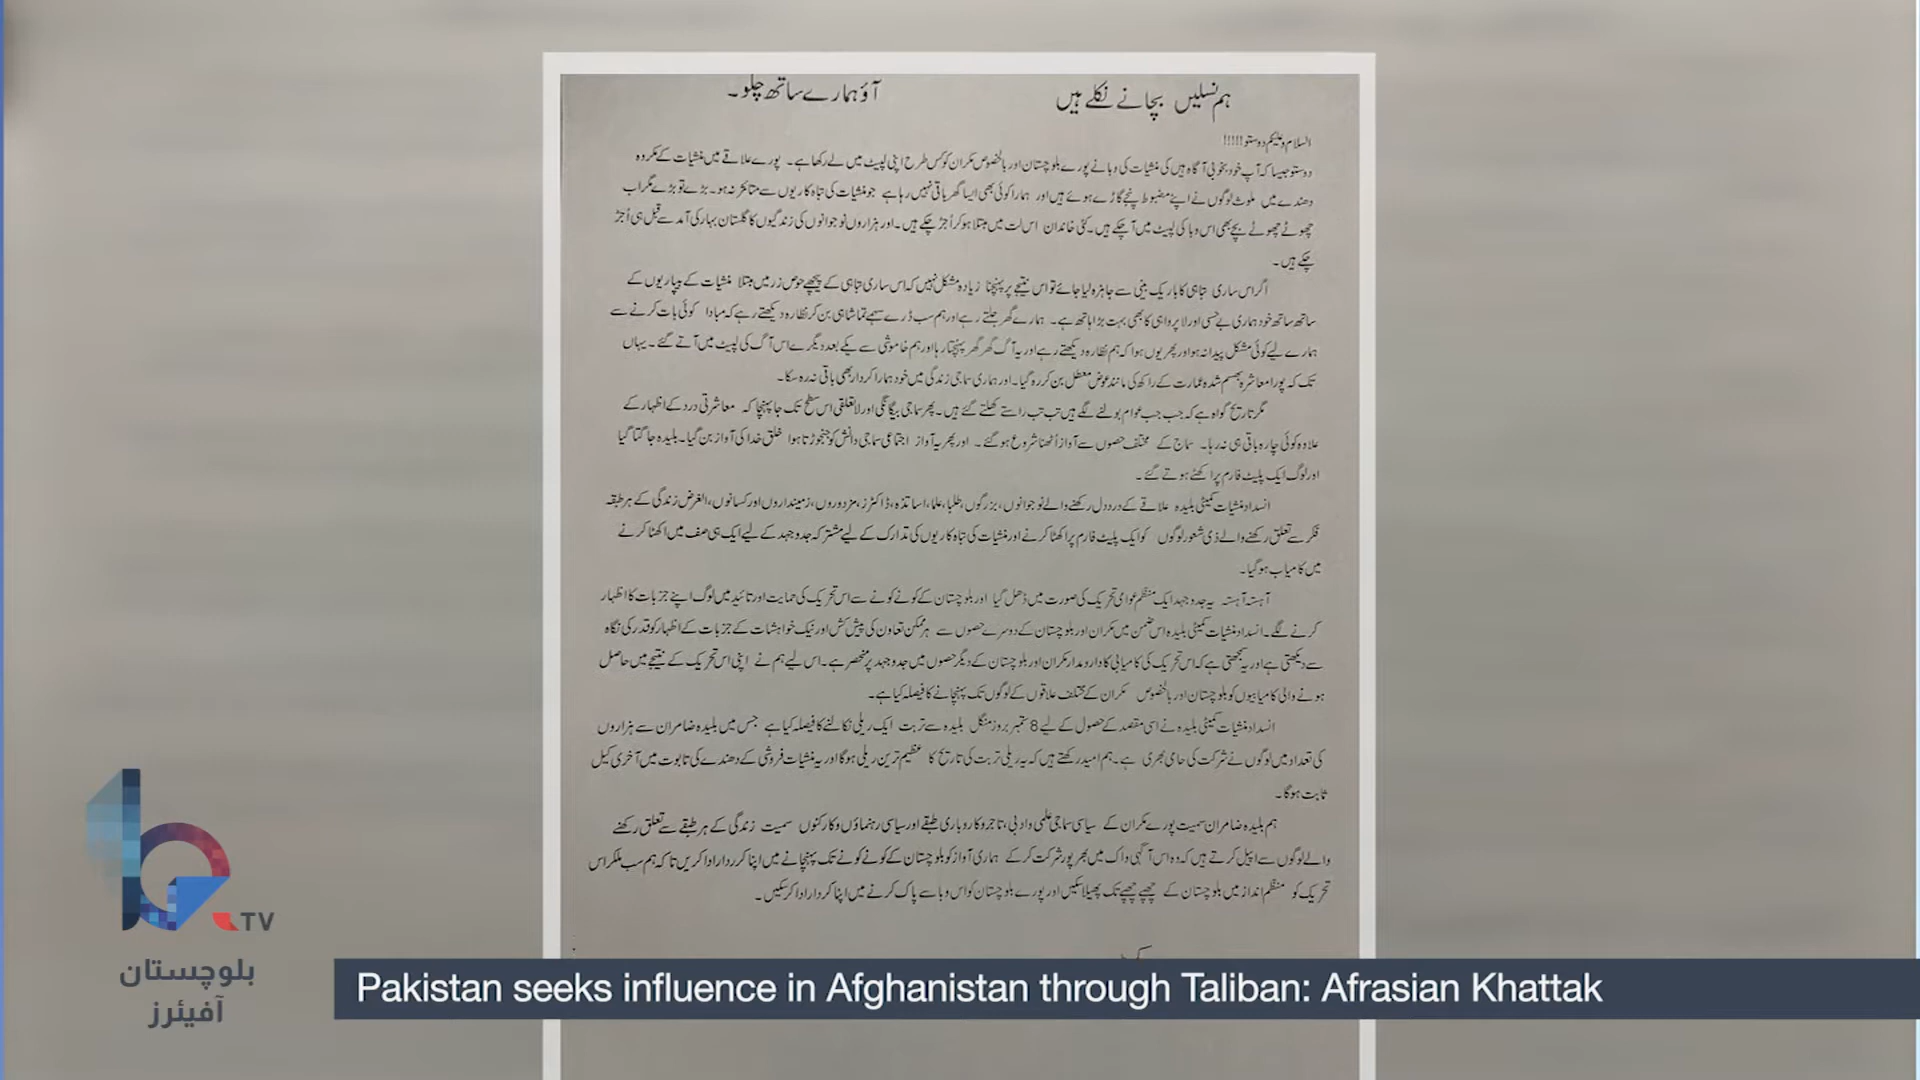 ہم نسلیں بچانے نکلے ہیں آؤ ہمارے ساتھ چلو۔
السلام وعلیکم دوستو!!!!!
دوستو جیسا کہ آپ خود بخوبی آگاہ ہیں کی منشیات کی وبا نے پورے بلوچستان اور بالخصوص مکران کو کس طرح اپنی لپیٹ میں لے رکھا ہے۔ پورے علاقے میں منشیات کے مکروہ
دھندے میں ملوث لوگوں نے اپنے مضبوط پنجے گاڑے ہوئے ہیں اور ہمارا کوئی بھی ایسا گھر باقی نہیں رہا ہے جو منشیات کی تباہ کاریوں سے متاثر نہ ہو۔ بڑے تو بڑے مگر اب
چھوٹے چھوٹے بچے بھی اس وبا کی لپیٹ میں آ چکے ہیں۔ کئی خاندان اس لت میں مبتلا ہو کر اُجڑ چکے ہیں۔ اور ہزاروں نوجوانوں کی زندگیوں کا گلستان بہار کی آمد سے قبل ہی اُجڑ
چکے ہیں۔
اگر اس ساری تباہی کا باریک بینی سے جاہزہ لیا جائے تو اس نتیجے پر پہنچنا زیادہ مشکل نہیں کہ اس ساری تباہی کے پیچھے حوص زر میں مبتلا منشیات کے بیپاریوں کے
ساتھ ساتھ خود ہماری بے حسی اور لاپرواہی کا بھی بہت بڑا ہاتھ ہے۔ ہمارے گھر جلتے رہے اور ہم سب ڈرے سہمے تماشاہی بن کر نظارہ دیکھتے رہے کہ مبادا کوئی بات کرنے سے
ہمارے لیے کوئی مشکل پیدا نہ ہو اور پھر یوں ہوا کہ ہم نظارہ دیکھتے رہے اور یہ آگ گھر گھر پہنچتا رہا اور ہم خاموشی سے یکے بعد دیگرے اس آگ کی لپیٹ میں آتے گئے۔ یہاں
تک کہ پورا معاشرہ بھسم شدہ عمارت کے راکھ کی مانند عوض معطل بن کر رہ گیا۔ اور ہماری سماجی زندگی میں خود ہمارا کردار بھی باقی نہ رہ سکا۔
مگر تاریخ گواہ ہے کہ جب جب عوام بولنے لگے ہیں تب تب راستے کھلتے گئے ہیں۔ پھر سماجی بیگانگی اور لاتعلقی اس سطح تک جا پہنچا کہ معاشرتی درد کے اظہار کے
علاوہ کوئی چارہ باقی ہی نہ رہا۔ سماج کے مختلف حصوں سے آواز اُٹھنا شروع ہو گئے۔ اور پھر یہ آواز اجتماعی سماجی دانش کو جنجوڑتا ہوا خلق خدا کی آواز بن گیا۔ بلیدہ جاگتا گیا
اور لوگ ایک پلیٹ فارم پر اکھٹے ہوتے گئے۔
انسداد منشیات کمیٹی بلیدہ علاقے کے درد دل رکھنے والے نوجوانوں، بزرگوں، طلبا، علما، اساتذہ، ڈاکٹرز، مزدوروں، زمینداروں اور کسانوں، الغرض زندگی کے ہر طبقہ
فکر سے تعلق رکھنے والے ذی شعور لوگوں کو ایک پلیٹ فارم پر اکھٹا کرنے اور منشیات کی تباہ کاریوں کی تدارک کے لیے مشترکہ جدوجہد کے لیے ایک ہی صف میں اکھٹا کرنے
میں کامیاب ہو گیا۔
آہستہ آہستہ یہ جدوجہد ایک منظم عوامی تحریک کی صورت میں ڈھل گیا اور بلوچستان کے کونے کونے سے اس تحریک کی حمایت اور تائید میں لوگ اپنے جزبات کا اظہار
کرنے لگے۔ انسداد منشیات کمیٹی بلیدہ اس ضمن میں مکران اور بلوچستان کے دوسرے حصوں سے ہر ممکن تعاون کی پیش کش اور نیک خواہشات کے جزبات کے اظہار کو قدر کی نگاہ
سے دیکھتی ہے اور یہ سمجھتی ہے کہ اس تحریک کی کامیابی کا دارومدار مکران اور بلوچستان کے دیگر حصوں میں جدوجہد پر منحصر ہے۔ اس لیے ہم نے اپنی اس تحریک کے نتیجے میں حاصل
ہونے والی کامیابیوں کو بلوچستان اور بالخصوص مکران کے مختلف علاقوں کے لوگوں تک پہنچانے کا فیصلہ کیا ہے۔
انسداد منشیات کمیٹی بلیدہ نے اسی مقصد کے حصول کے لیے 8 ستمبر بروز منگل بلیدہ سے تربت ایک ریلی نکالنے کا فیصلہ کیا ہے جس میں بلیدہ ضامران سے ہزاروں
کی تعداد میں لوگوں نے شرکت کی حامی بھری ہے۔ ہم امید رکھتے ہیں کہ یہ ریلی تربت کی تاریخ کا عظیم ترین ریلی ہوگا اور یہ منشیات فروشی کے دھندے کی تابوت میں آخری کیل
ثابت ہوگا۔
ہم بلیدہ ضامران سمیت پورے مکران کے سیاسی سماجی علمی و ادبی، تاجر و کاروباری طبقے اور سیاسی رہنماؤں و کارکنوں سمیت زندگی کے ہر طبقے سے تعلق رکھنے
والے لوگوں سے اپیل کرتے ہیں کہ وہ اس آگہی واک میں بھرپور شرکت کر کے ہماری آواز کو بلوچستان کے کونے کونے تک پہنچانے میں اپنا کرردار ادا کریں تا کہ ہم سب ملکر اس
تحریک کو منظم انداز میں بلوچستان کے چپے چپے تک پھیلا سکیں اور پورے بلوچستان کو اس وبا سے پاک کرنے میں اپنا کردار ادا کر سکیں۔
TV
بلوچستان
آفیئرز
Pakistan seeks influence in Afghanistan through Taliban: Afrasian Khattak